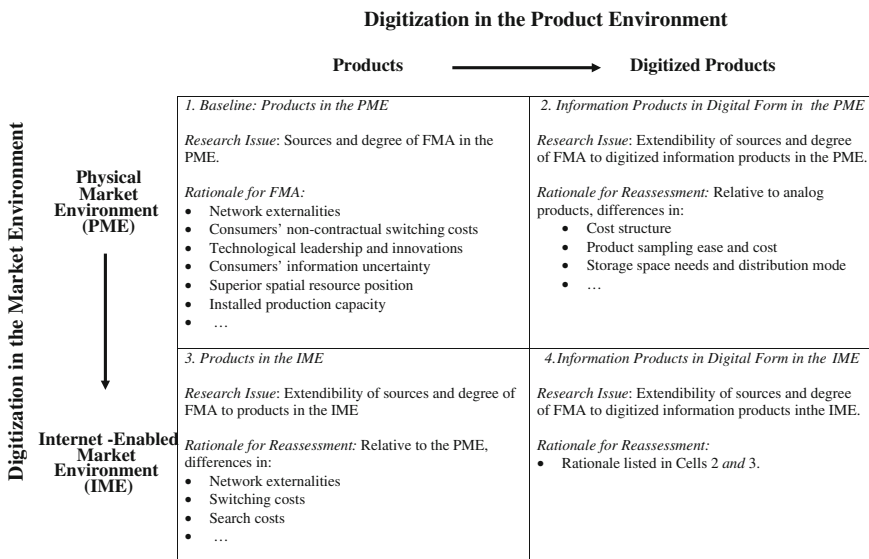 Digitization in the Product Environment
Products
Digitized Products
Digitization in the Market Environment
Physical
Market
Environment
(PME)
1. Baseline: Products in the PME
Research Issue: Sources and degree of FMA in the
PME.
Rationale for FMA:
• Network externalities
• Consumers' non-contractual switching costs
• Technological leadership and innovations
• Consumers' information uncertainty
• Superior spatial resource position
• Installed production capacity
• …
2. Information Products in Digital Form in the PME
Research Issue: Extendibility of sources and degree
of FMA to digitized information products in the PME.
Rationale for Reassessment: Relative to analog
products, differences in:
• Cost structure
• Product sampling ease and cost
• Storage space needs and distribution mode
• …
Internet -Enabled
Market
Environment
(IME)
3. Products in the IME
Research Issue: Extendibility of sources and degree of
FMA to products in the IME
Rationale for Reassessment: Relative to the PME,
differences in:
• Network externalities
• Switching costs
• Search costs
• …
4.Information Products in Digital Form in the IME
Research Issue: Extendibility of sources and degree
of FMA to digitized information products inthe IME.
Rationale for Reassessment:
• Rationale listed in Cells 2 and 3.